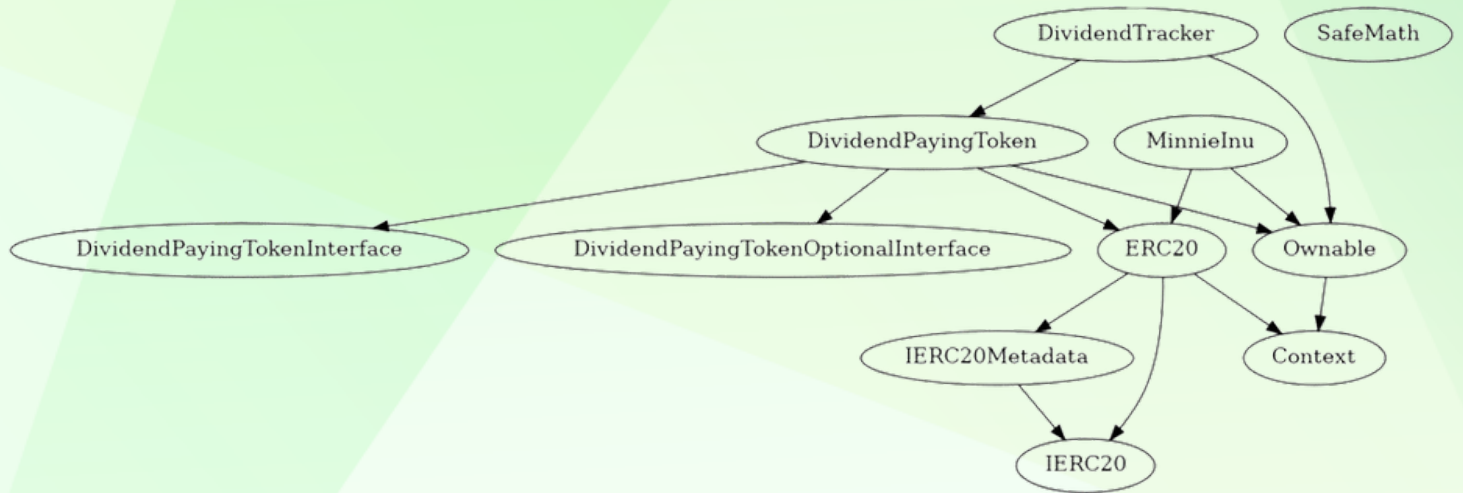 DividendTracker
SafeMath
DividendPayingToken
MinnieInu
DividendPayingTokenInterface
DividendPayingTokenOptionalInterface
ERC20
Ownable
IERC20Metadata
Context
IERC20